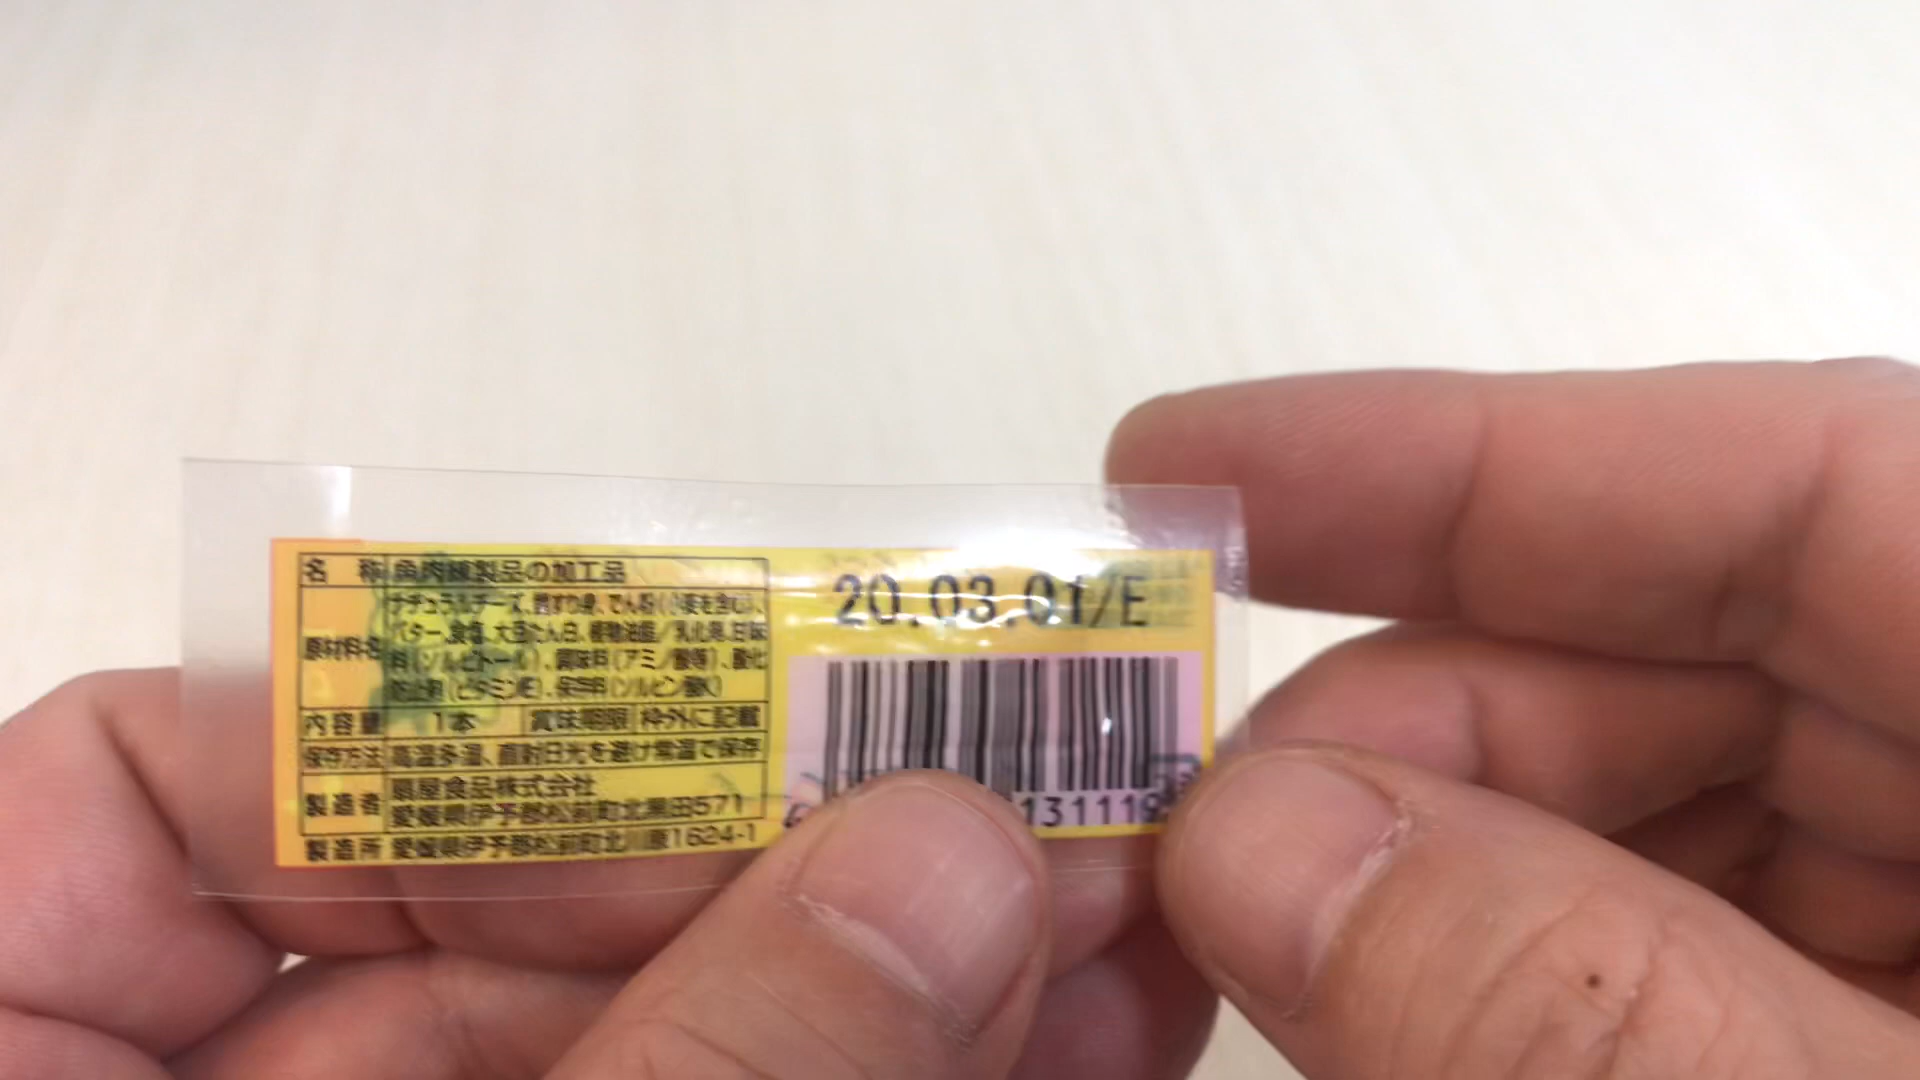 名 称 魚肉練製品の加工品
原材料名 ナチュラルチーズ、鱈すり身、でん粉(小麦を含む)、
バター、食塩、大豆たん白、植物油脂／乳化剤、甘味
料(ソルビトール)、調味料(アミノ酸等)、酸化
防止剤(ビタミンE)、保存料(ソルビン酸K)
内容量 1本 賞味期限 枠外に記載
保存方法 高温多湿、直射日光を避け常温で保存
製造者 扇屋食品株式会社
愛媛県伊予郡松前町北黒田571
製造所 愛媛県伊予郡松前町北川原1624-1
20.03.01/E
131119